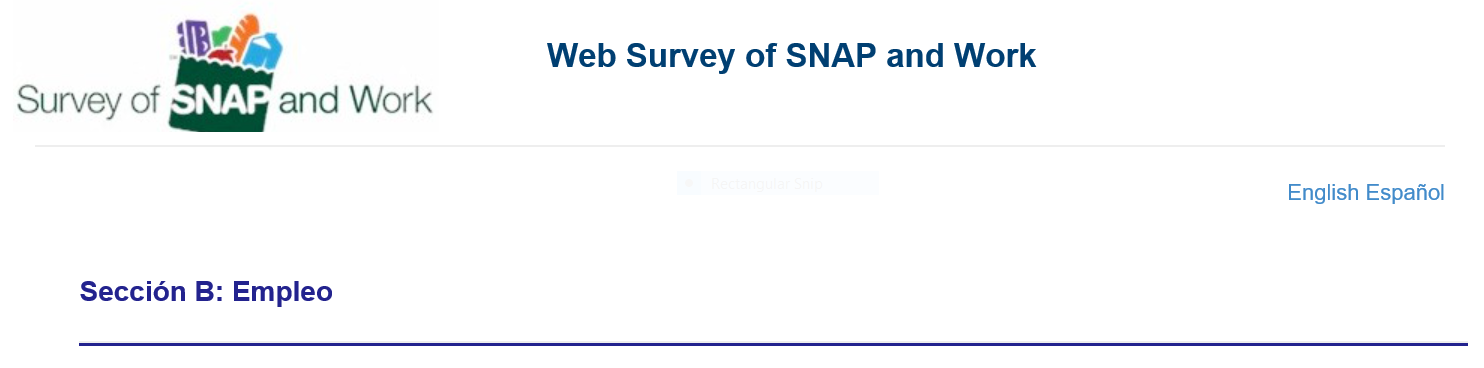 Survey of SNAP and Work
Web Survey of SNAP and Work
Rectangular Snip
English Español
Sección B: Empleo